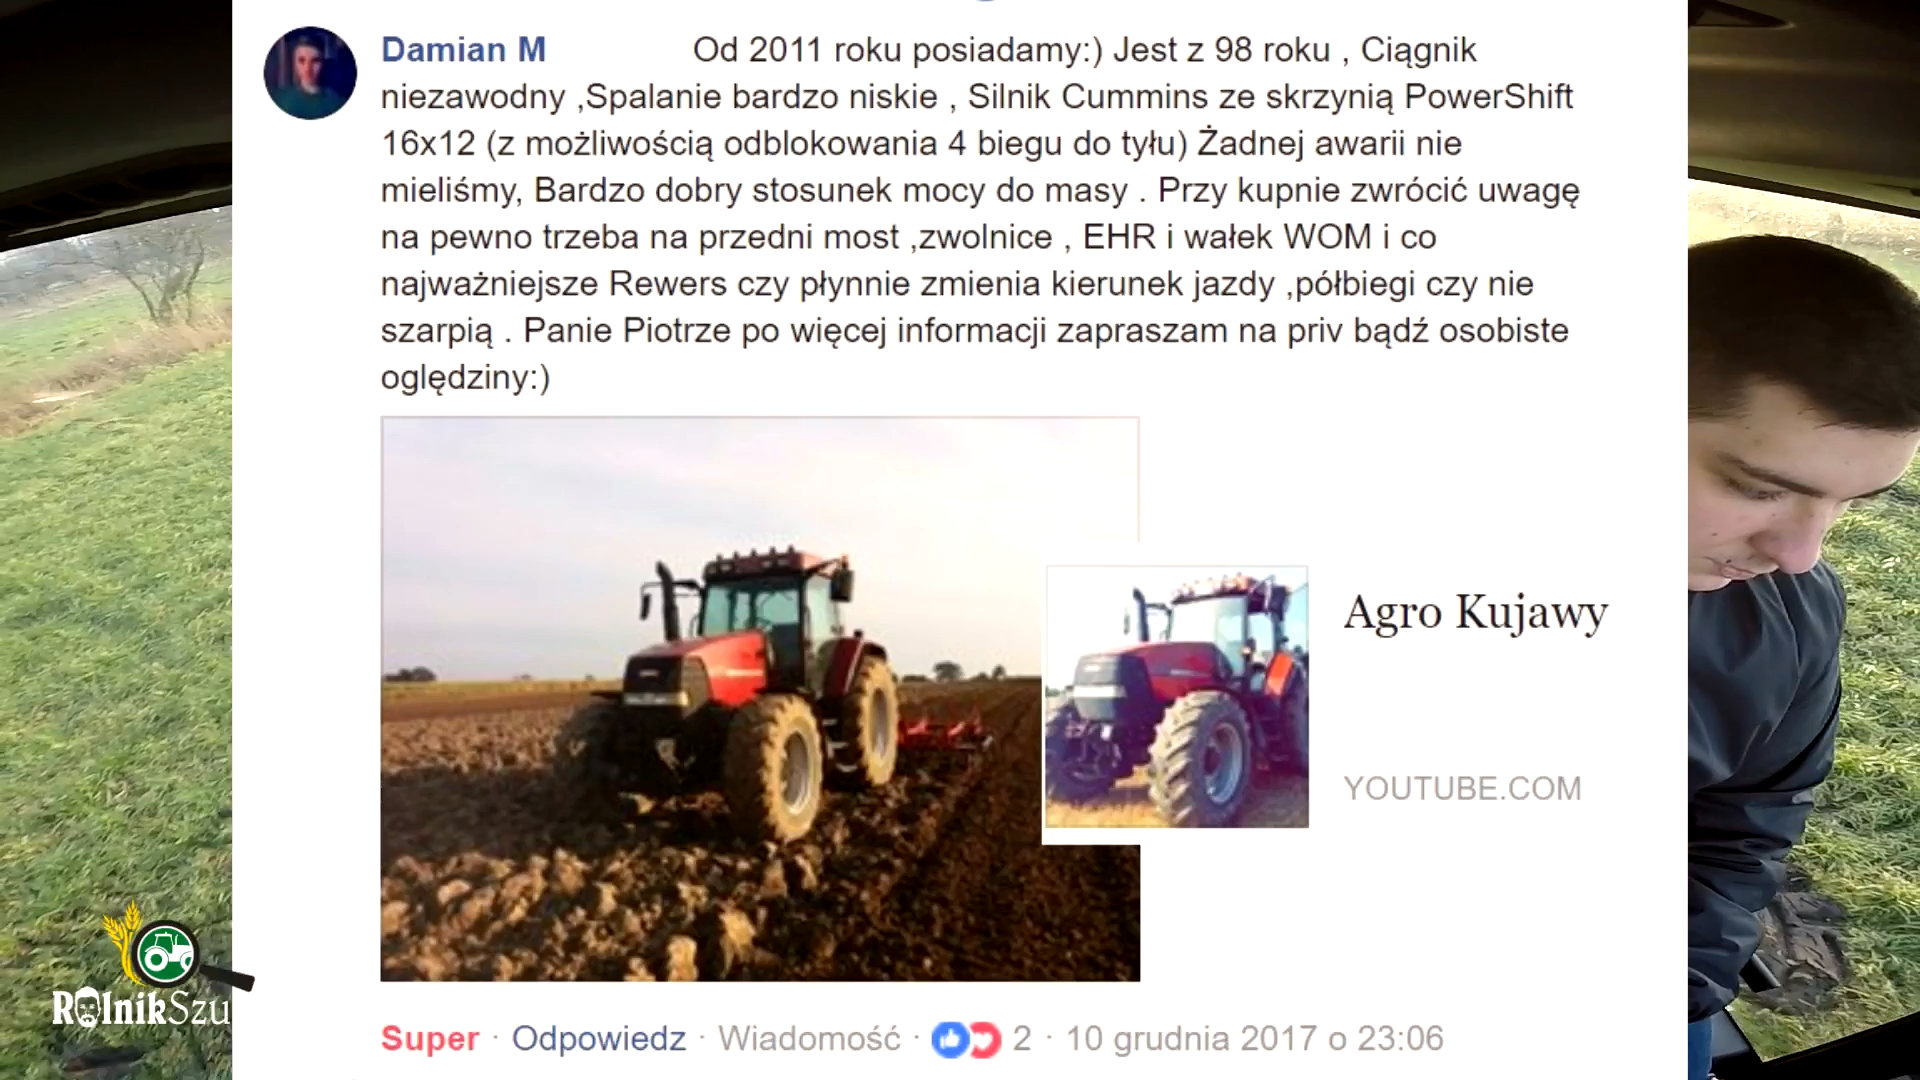 Damian M Od 2011 roku posiadamy:) Jest z 98 roku , Ciągnik
niezawodny ,Spalanie bardzo niskie , Silnik Cummins ze skrzynią PowerShift
16x12 (z możliwością odblokowania 4 biegu do tyłu) Żadnej awarii nie
mieliśmy, Bardzo dobry stosunek mocy do masy . Przy kupnie zwrócić uwagę
na pewno trzeba na przedni most ,zwolnice , EHR i wałek WOM i co
najważniejsze Rewers czy płynnie zmienia kierunek jazdy ,półbiegi czy nie
szarpią . Panie Piotrze po więcej informacji zapraszam na priv bądź osobiste
oględziny:)
Agro Kujawy
YOUTUBE.COM
RolnikSzu
Super · Odpowiedz · Wiadomość · 2 · 10 grudnia 2017 o 23:06